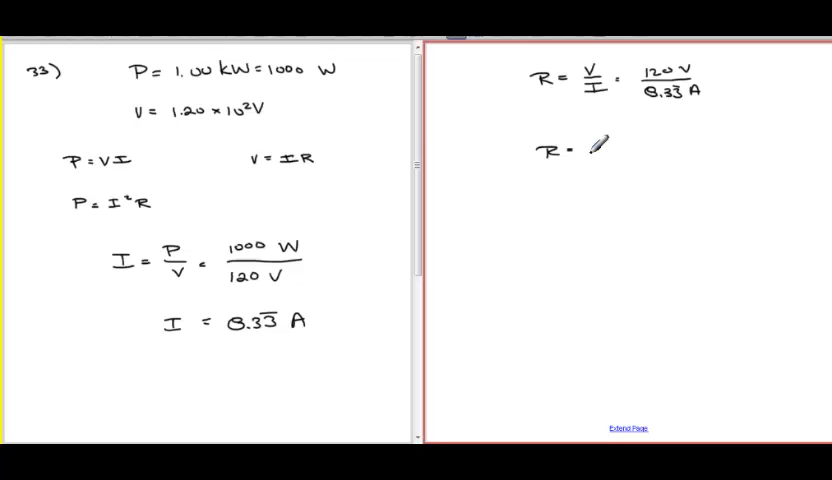 33) P = 1.00 kW = 1000 W
V = 1.20 × 10²V
P = VI V = IR
P = I²R
I = P/V = 1000 W / 120 V
I = 8.33̅ A
R = V/I = 120 V / 8.33̅ A
R =
Extend Page